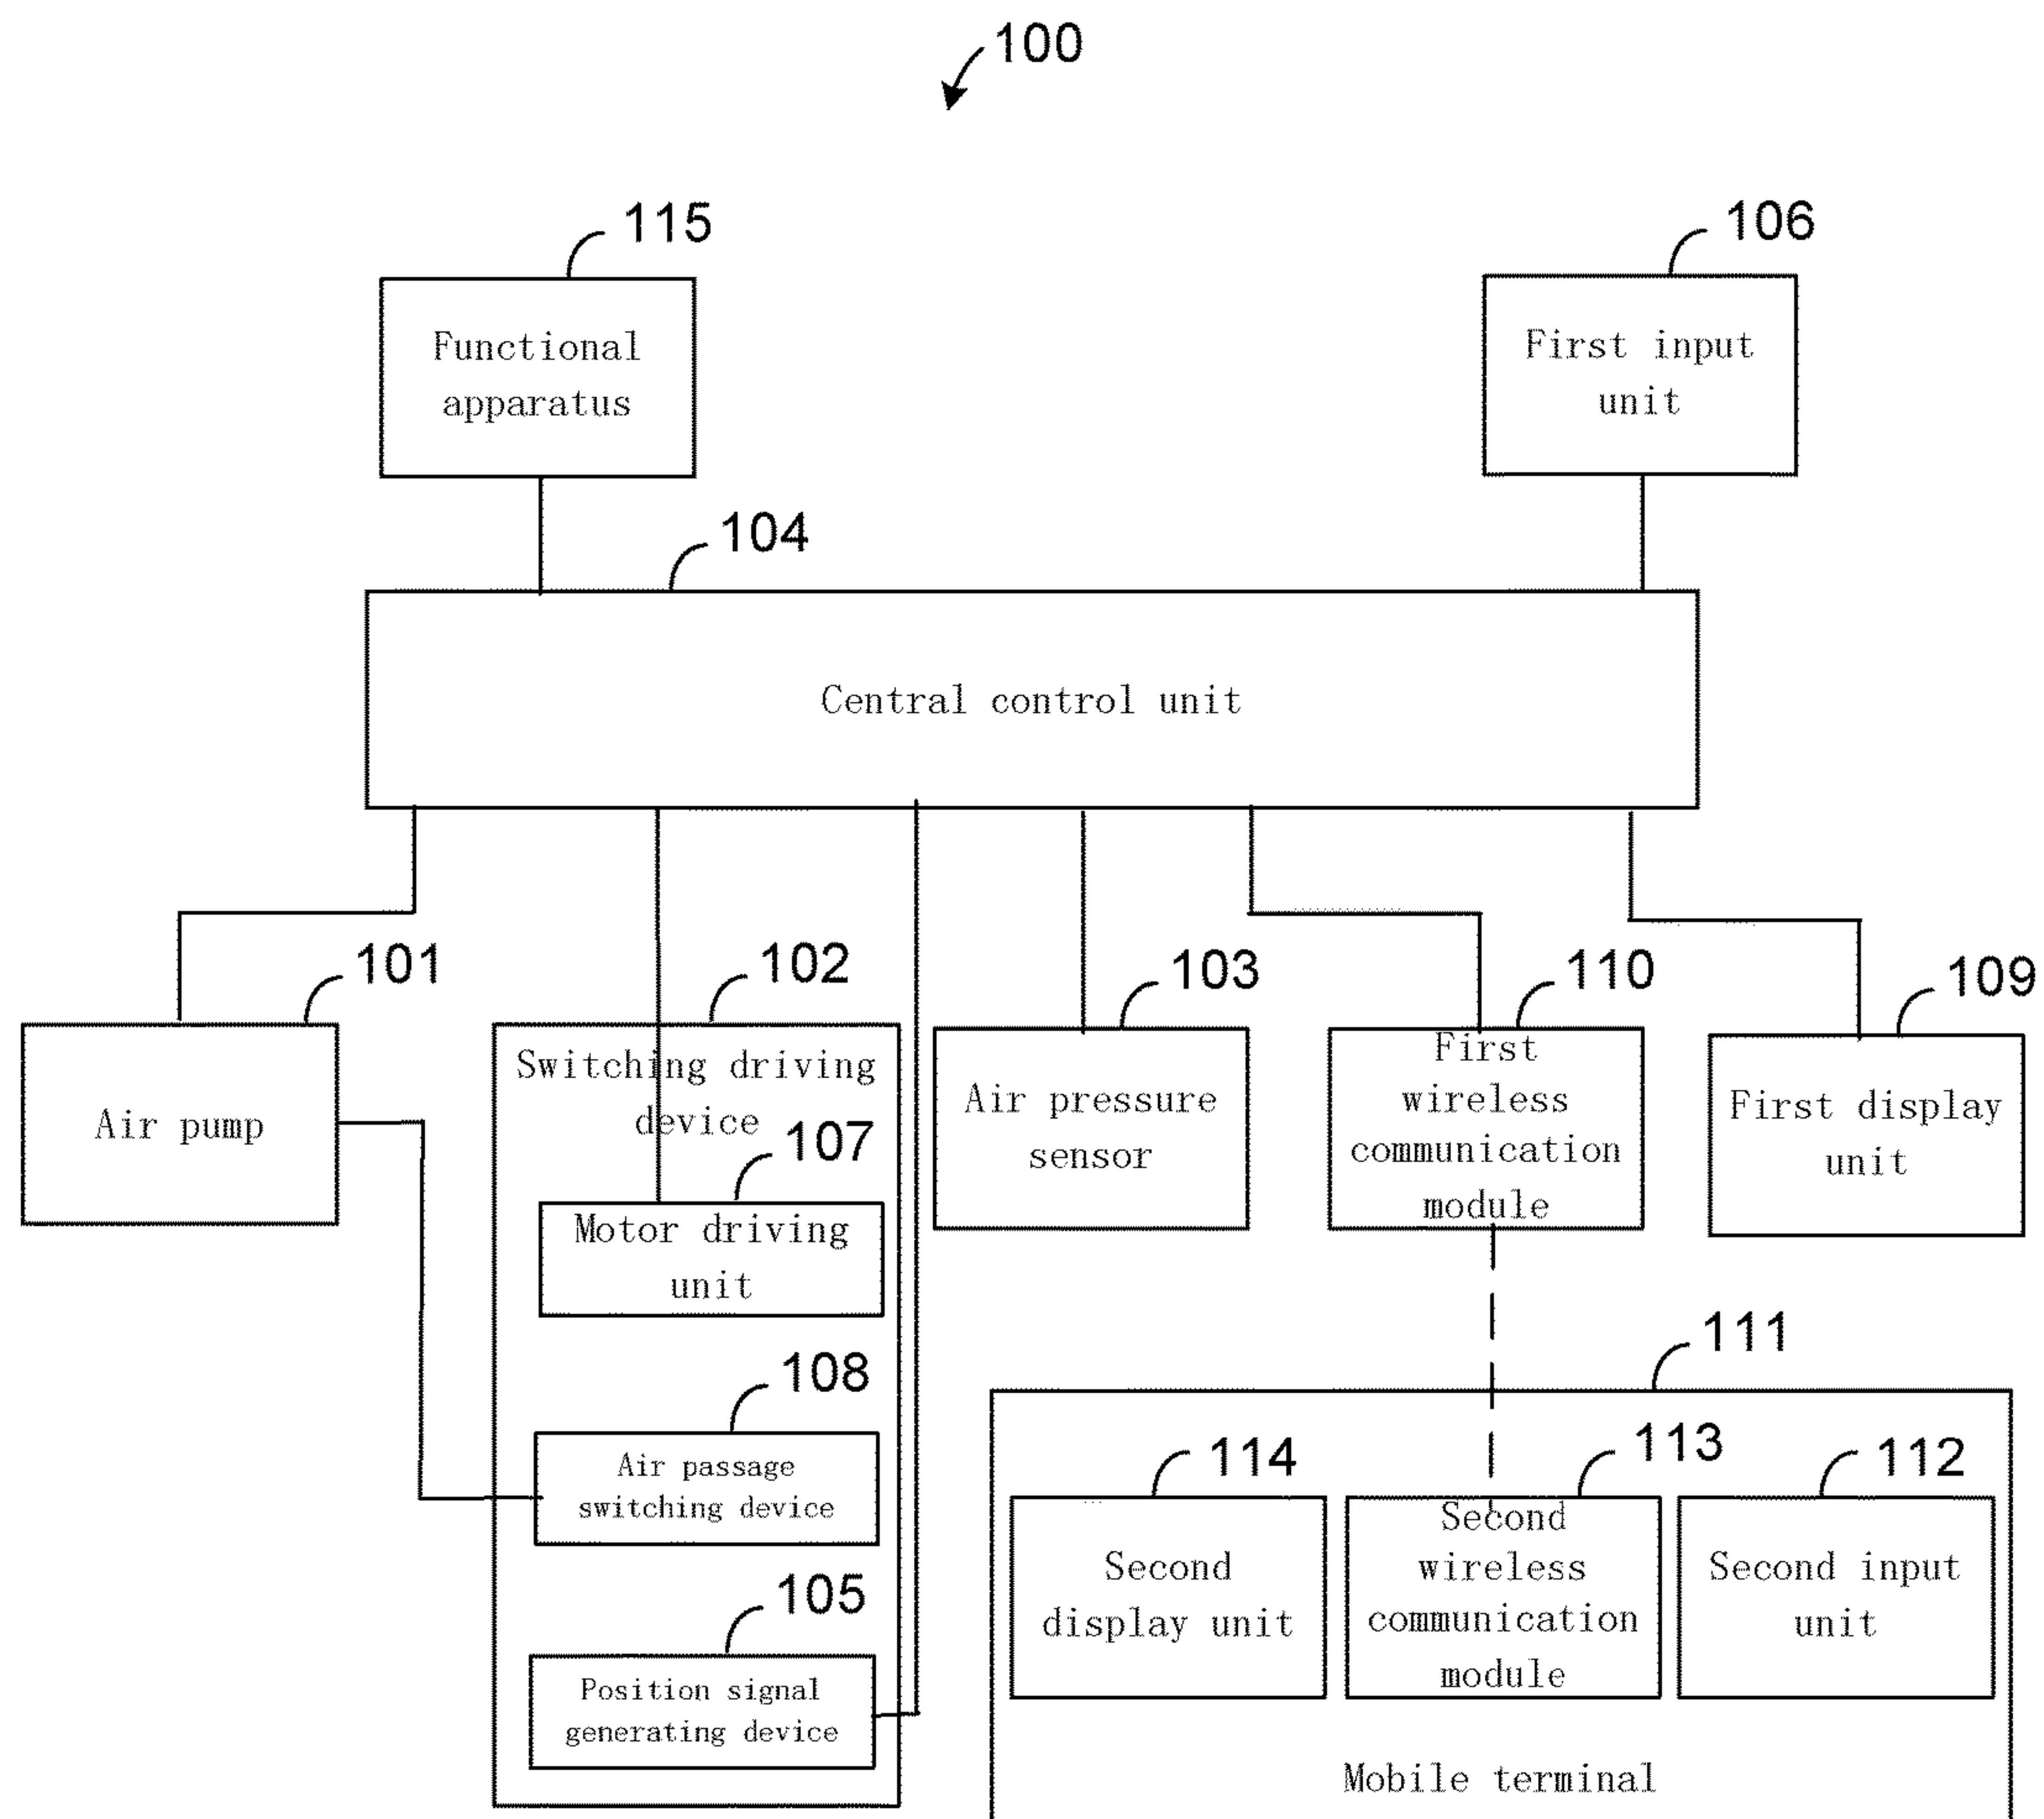 100
115
106
Functional
apparatus
First input
unit
104
Central control unit
101
102
103
110
109
Air pump
Switching driving
device
107
Motor driving
unit
108
Air passage
switching device
105
Position signal
generating device
Air pressure
sensor
First
wireless
communication
module
First display
unit
111
114
113
112
Second
display unit
Second
wireless
communication
module
Second input
unit
Mobile terminal